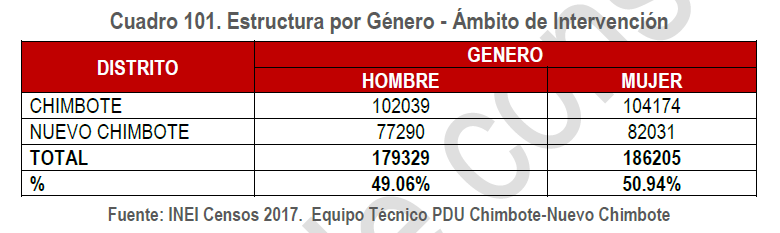 Cuadro 101. Estructura por Género - Ámbito de Intervención
DISTRITO GENERO
HOMBRE MUJER
CHIMBOTE 102039 104174
NUEVO CHIMBOTE 77290 82031
TOTAL 179329 186205
% 49.06% 50.94%
Fuente: INEI Censos 2017. Equipo Técnico PDU Chimbote-Nuevo Chimbote